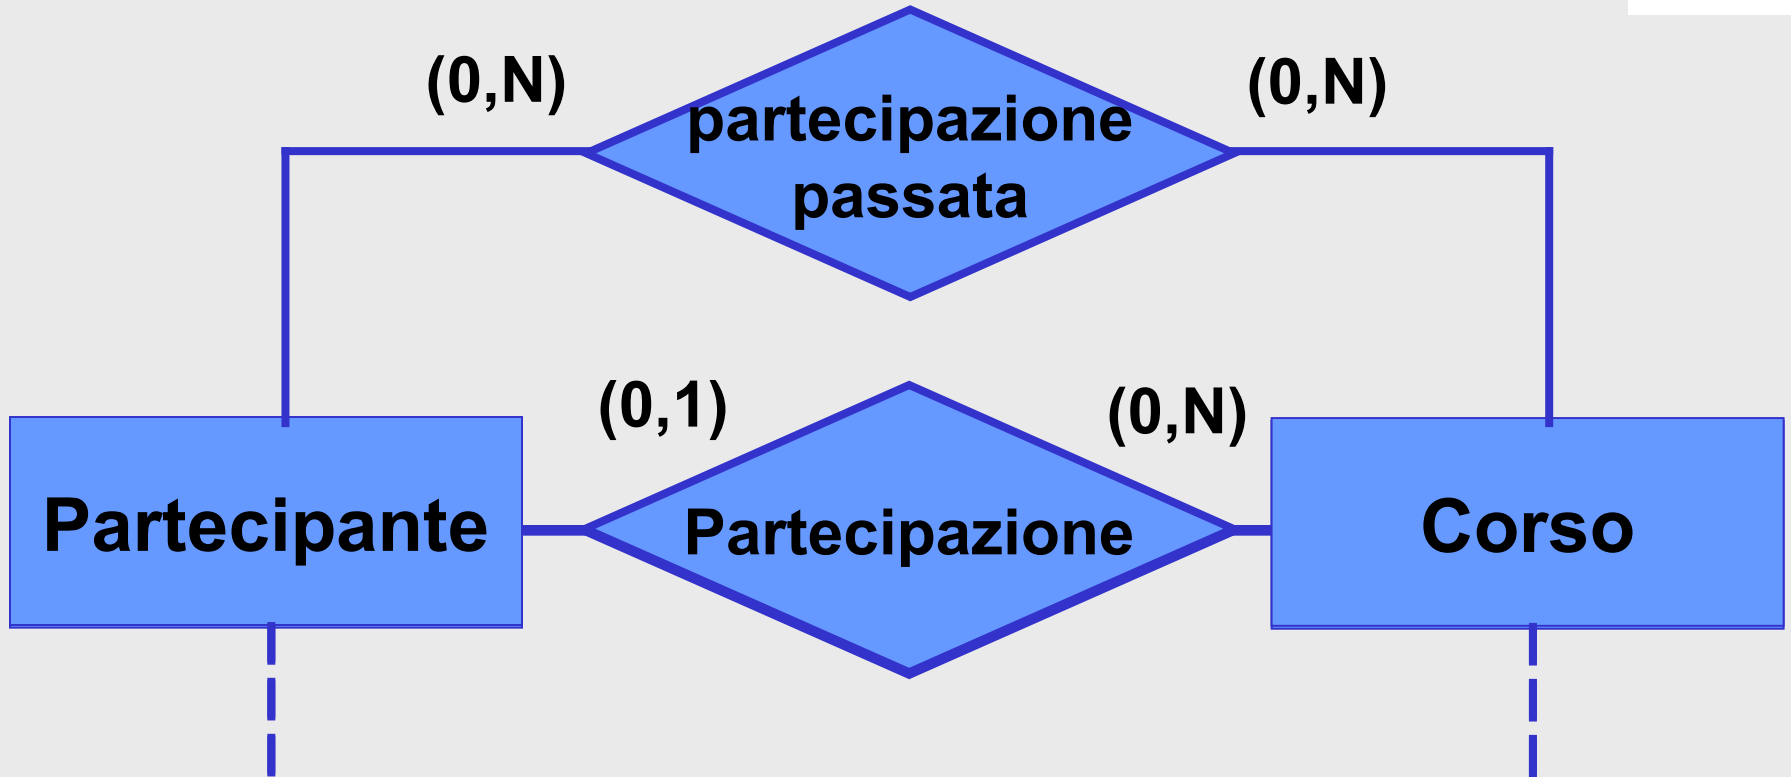 (0,N)
partecipazione
passata
(0,N)
Partecipante
(0,1)
Partecipazione
(0,N)
Corso